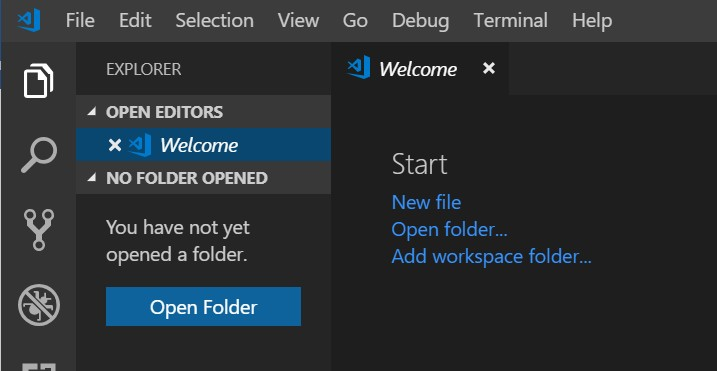 File Edit Selection View Go Debug Terminal Help
EXPLORER
OPEN EDITORS
Welcome
NO FOLDER OPENED
You have not yet
opened a folder.
Open Folder
Welcome
Start
New file
Open folder...
Add workspace folder...